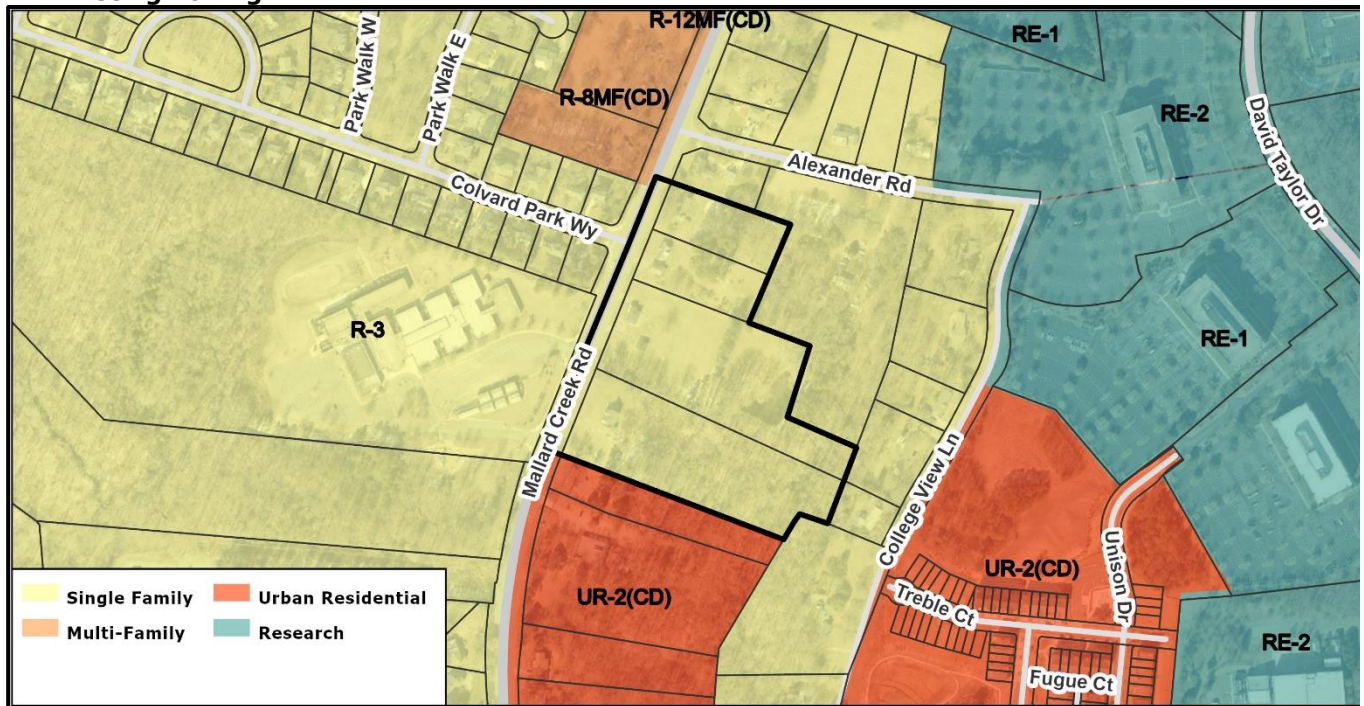 R-12MF(CD)
RE-1
Park Walk W
Park Walk E
R-8MF(CD)
RE-2
David Taylor Dr
Alexander Rd
Colvard Park Wy
R-3
RE-1
Mallard Creek Rd
College View Ln
Unison Dr
UR-2(CD)
UR-2(CD)
Treble Ct
RE-2
Fugue Ct
Single Family
Urban Residential
Multi-Family
Research